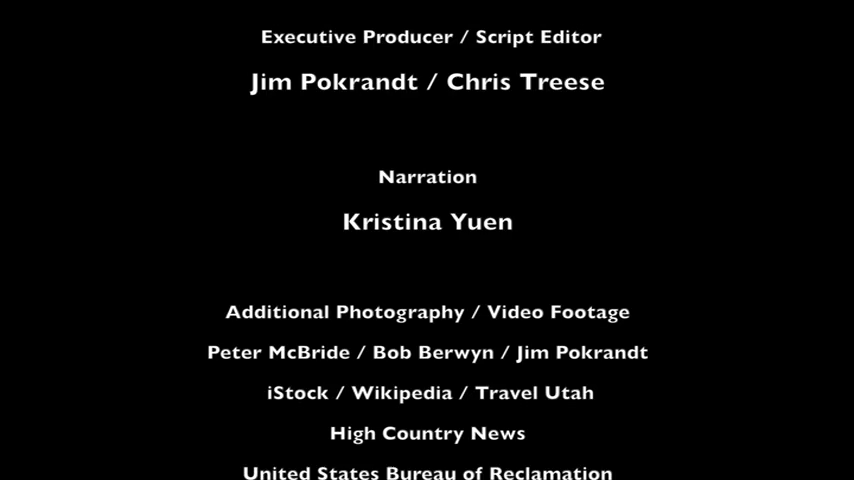 Executive Producer / Script Editor
Jim Pokrandt / Chris Treese
Narration
Kristina Yuen
Additional Photography / Video Footage
Peter McBride / Bob Berwyn / Jim Pokrandt
iStock / Wikipedia / Travel Utah
High Country News
United States Bureau of Reclamation